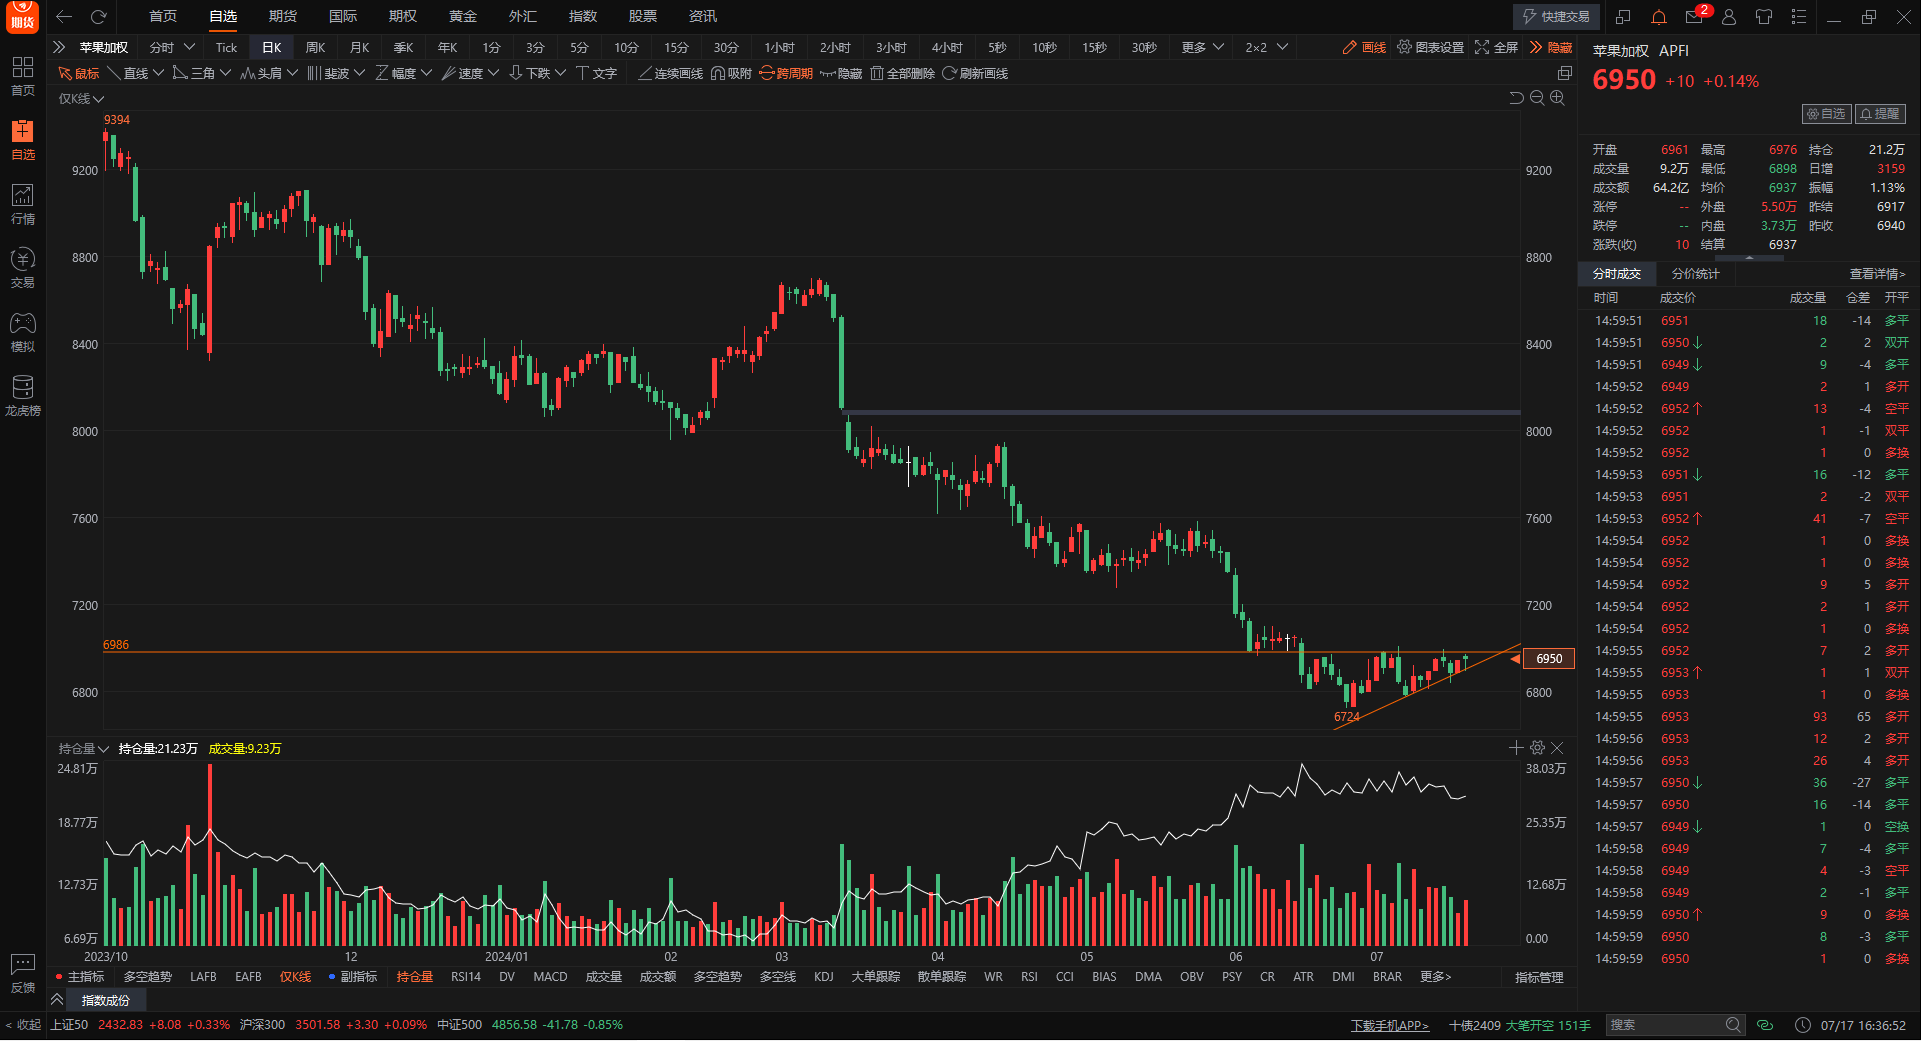 期货
首页 自选 期货 国际 期权 黄金 外汇 指数 股票 资讯 快捷交易 2
苹果加权 分时 Tick 日K 周K 月K 季K 年K 1分 3分 5分 10分 15分 30分 1小时 2小时 3小时 4小时 5秒 10秒 15秒 30秒 更多 2×2 画线 图表设置 全屏 隐藏
鼠标 直线 三角 头肩 斐波 幅度 速度 下跌 文字 连续画线 吸附 跨周期 隐藏 全部删除 刷新画线
首页
自选
行情
交易
模拟
龙虎榜
反馈
< 收起
仅K线
9394
9200 9200
8800 8800
8400 8400
8000 8000
7600 7600
7200 7200
6986
6950
6800 6800
6724
持仓量 持仓量:21.23万 成交量:9.23万
24.81万 38.03万
18.77万 25.35万
12.73万 12.68万
6.69万 0.00
2023/10 12 2024/01 02 03 04 05 06 07
主指标 多空趋势 LAFB EAFB 仅K线 副指标 持仓量 RSI14 DV MACD 成交量 成交额 多空趋势 多空线 KDJ 大单跟踪 散单跟踪 WR RSI CCI BIAS DMA OBV PSY CR ATR DMI BRAR 更多> 指标管理
指数成份
苹果加权 APFI
6950 +10 +0.14%
自选 提醒
开盘 6961 最高 6976 持仓 21.2万
成交量 9.2万 最低 6898 日增 3159
成交额 64.2亿 均价 6937 振幅 1.13%
涨停 -- 外盘 5.50万 昨结 6917
跌停 -- 内盘 3.73万 昨收 6940
涨跌(收) 10 结算 6937
分时成交 分价统计 查看详情>
时间 成交价 成交量 仓差 开平
14:59:51 6951 18 -14 多平
14:59:51 6950↓ 2 2 双开
14:59:51 6949↓ 9 -4 多平
14:59:52 6949 2 1 多开
14:59:52 6952↑ 13 -4 空平
14:59:52 6952 1 -1 双平
14:59:52 6952 1 0 多换
14:59:53 6951↓ 16 -12 多平
14:59:53 6951 2 -2 双平
14:59:53 6952↑ 41 -7 空平
14:59:54 6952 1 0 多换
14:59:54 6952 1 0 多换
14:59:54 6952 9 5 多开
14:59:54 6952 2 1 多开
14:59:54 6952 1 0 多换
14:59:55 6952 7 2 多开
14:59:55 6953↑ 1 1 双开
14:59:55 6953 1 0 多换
14:59:55 6953 93 65 多开
14:59:56 6953 12 2 多开
14:59:56 6953 26 4 多开
14:59:57 6950↓ 36 -27 多平
14:59:57 6950 16 -14 多平
14:59:57 6949↓ 1 0 空换
14:59:58 6949 7 -4 多平
14:59:58 6949 4 -3 空平
14:59:58 6949 2 -1 多平
14:59:59 6950↑ 9 0 多换
14:59:59 6950 8 -3 多平
14:59:59 6950 1 0 多换
上证50 2432.83 +8.08 +0.33% 沪深300 3501.58 +3.30 +0.09% 中证500 4856.58 -41.78 -0.85% 下载手机APP> 十债2409 大笔开空 151手 搜索 07/17 16:36:52